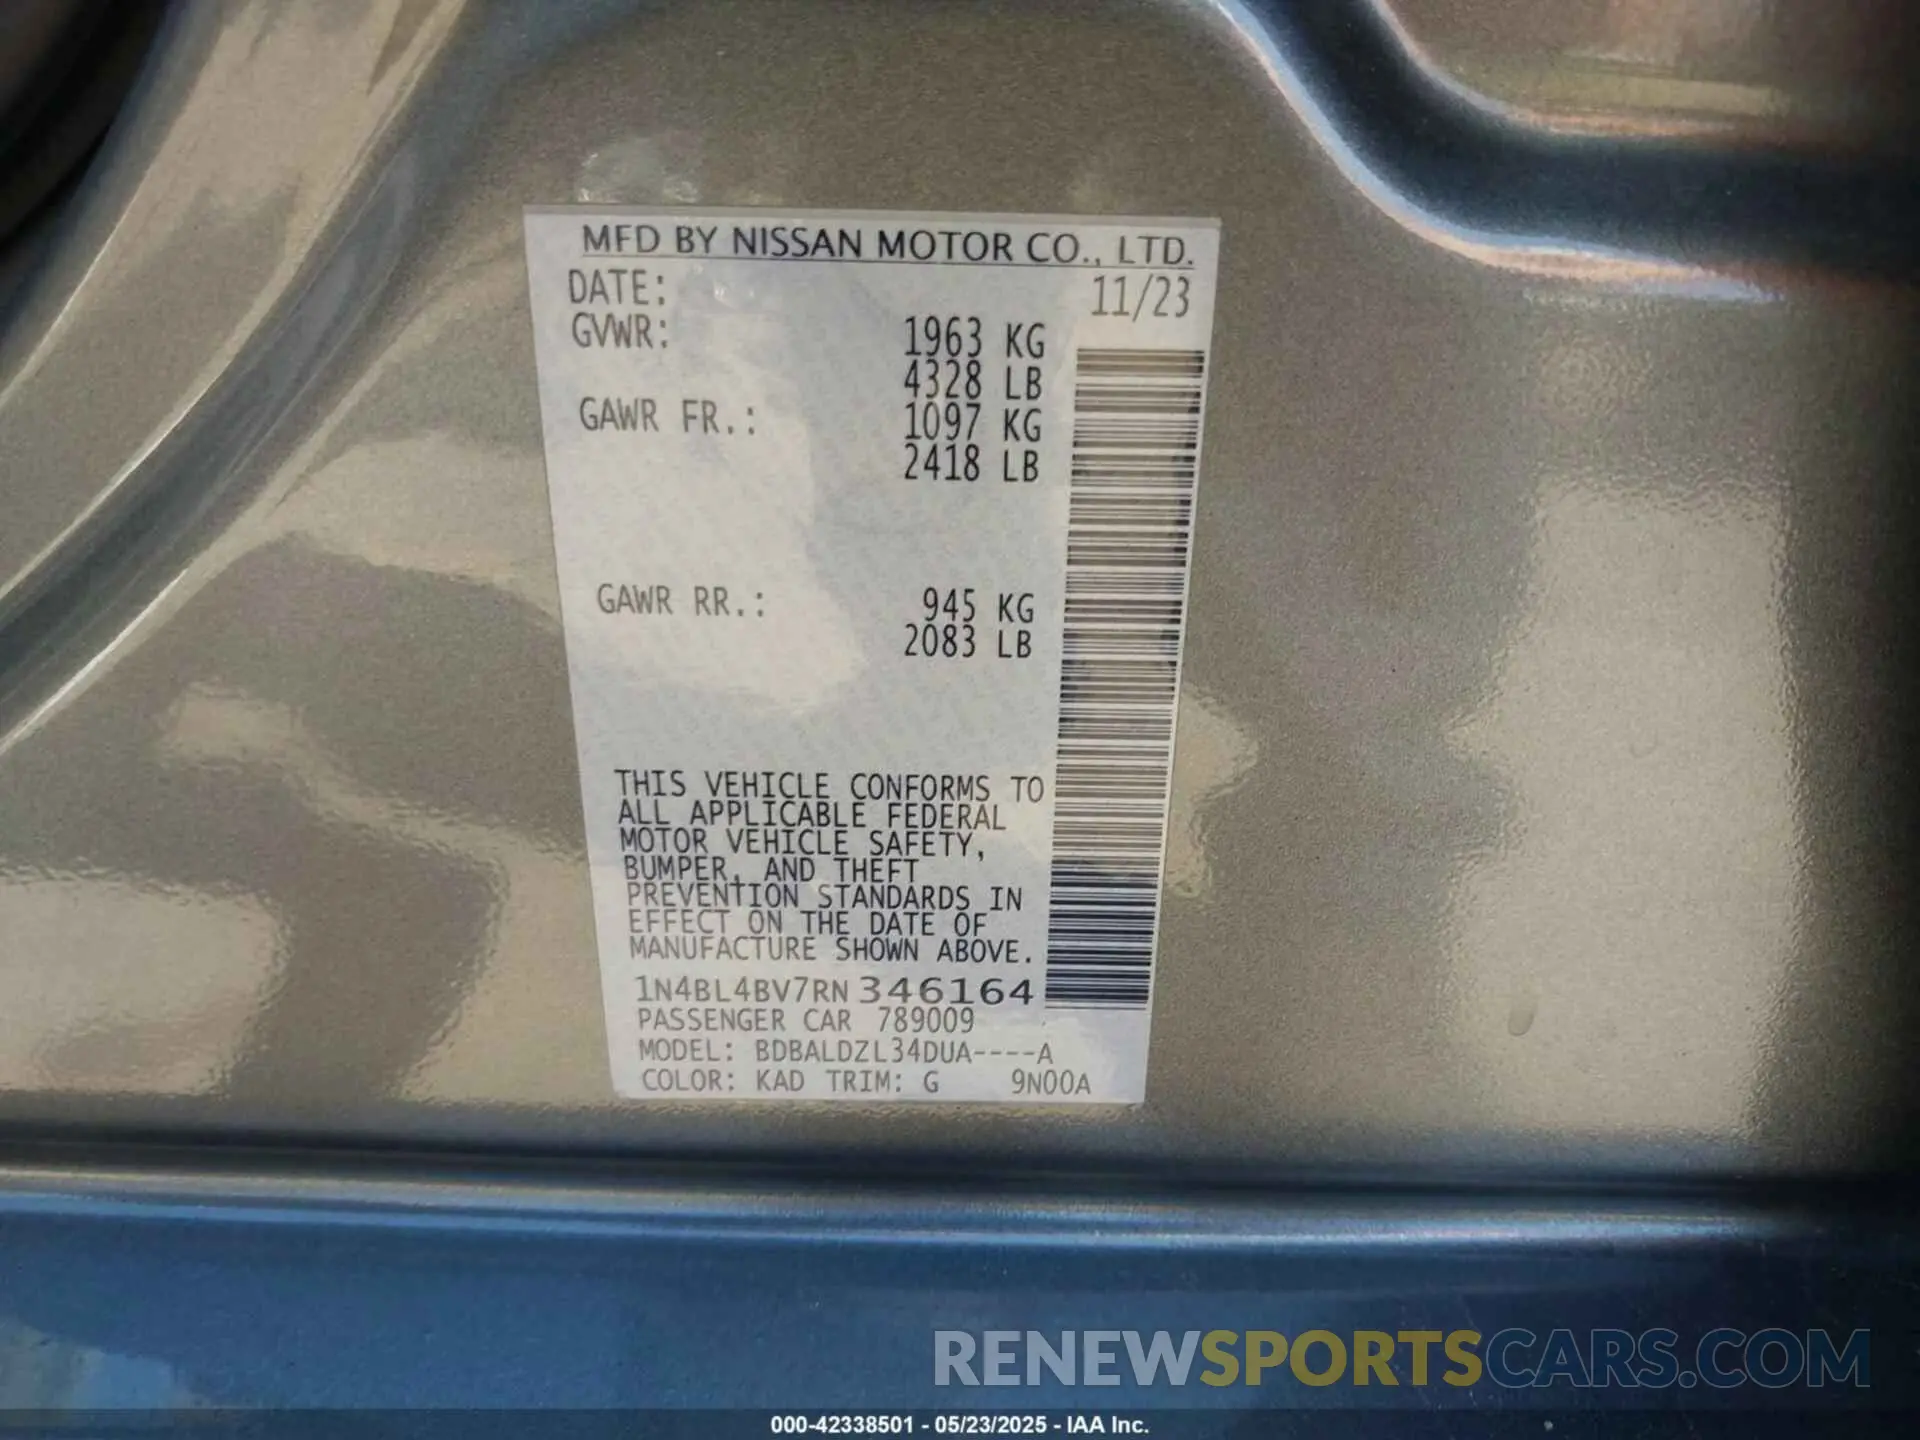 MFD BY NISSAN MOTOR CO., LTD.
DATE: 11/23
GVWR: 1963 KG
4328 LB
GAWR FR.: 1097 KG
2418 LB
GAWR RR.: 945 KG
2083 LB
THIS VEHICLE CONFORMS TO
ALL APPLICABLE FEDERAL
MOTOR VEHICLE SAFETY,
BUMPER, AND THEFT
PREVENTION STANDARDS IN
EFFECT ON THE DATE OF
MANUFACTURE SHOWN ABOVE.
1N4BL4BV7RN346164
PASSENGER CAR 789009
MODEL: BDBALDZL34DUA----A
COLOR: KAD TRIM: G 9N00A
RENEWSPORTSCARS.COM
000-42338501 - 05/23/2025 - IAA Inc.